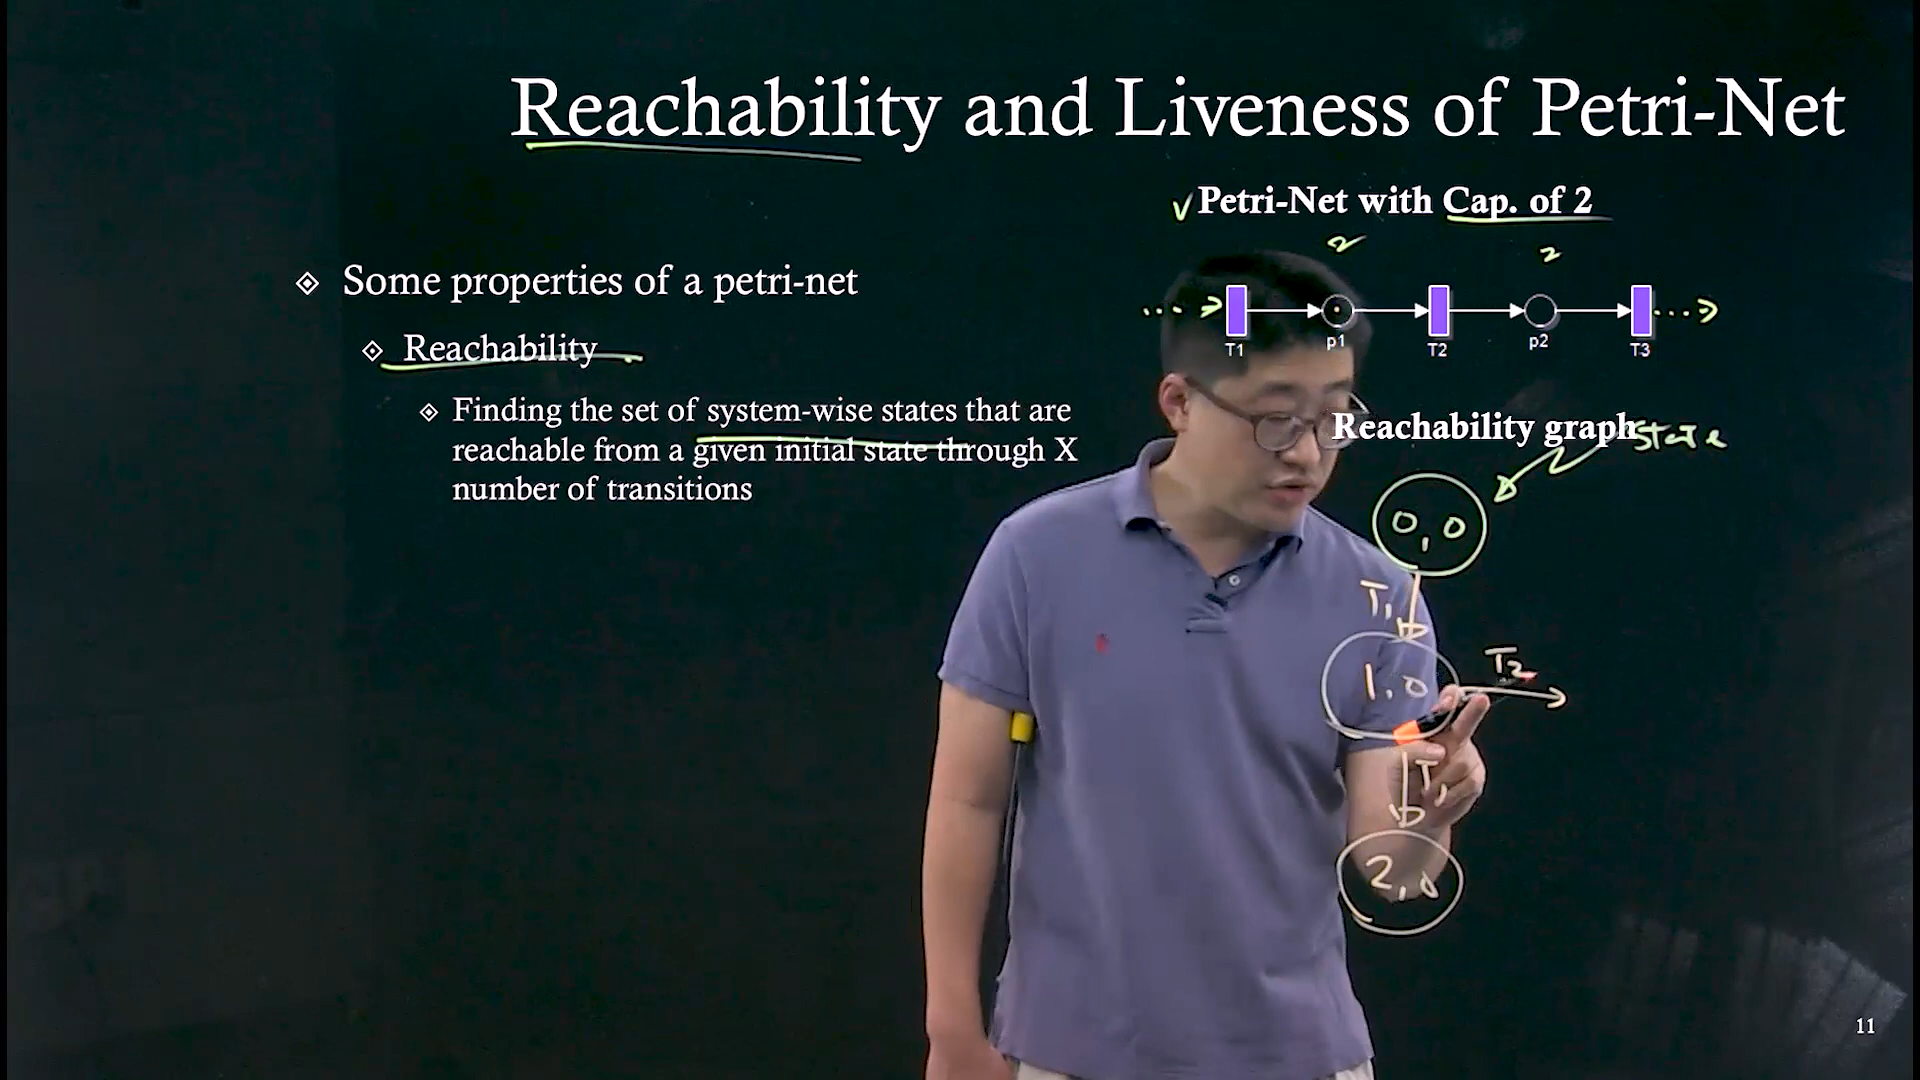 Reachability and Liveness of Petri-Net
Petri-Net with Cap. of 2
2
2
T1
p1
T2
p2
T3
Some properties of a petri-net
Reachability
Finding the set of system-wise states that are
reachable from a given initial state through X
number of transitions
Reachability graph
State
0, 0
T1
1, 0
T2
T1
2, 0
11